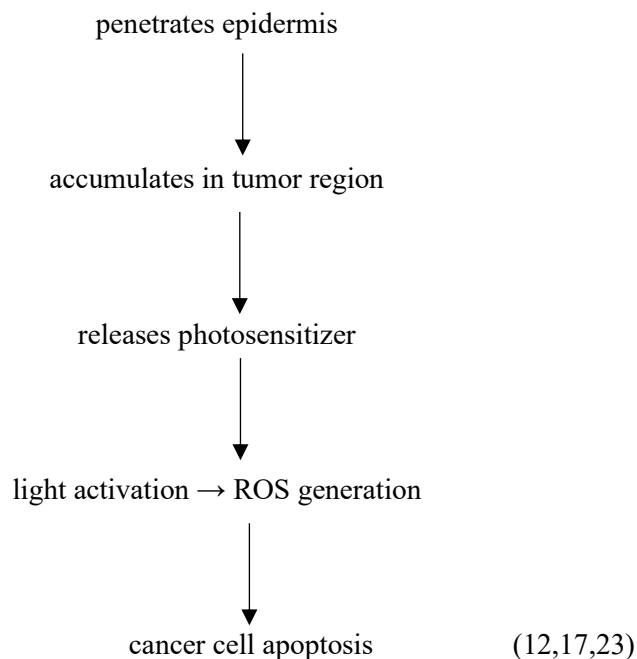 penetrates epidermis
accumulates in tumor region
releases photosensitizer
light activation → ROS generation
cancer cell apoptosis (12,17,23)